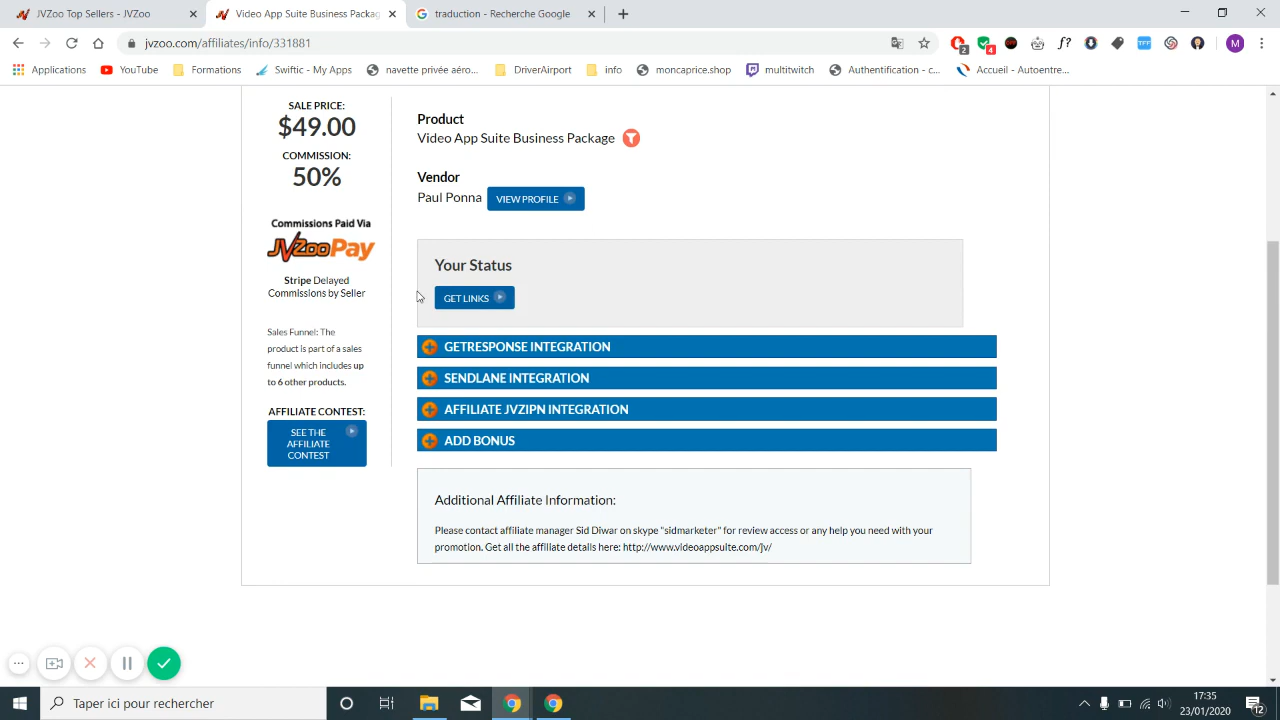 JVZoo Top Sellers - JVZoo
Video App Suite Business Packag
traduction - Recherche Google
jvzoo.com/affiliates/info/331881
f?
TFF
2
4
M
Applications
YouTube
Formations
Swiftic - My Apps
navette privée aéro...
DriverAirport
info
moncaprice.shop
multitwitch
Authentification - c...
Accueil - Autoentre...
SALE PRICE:
$49.00
COMMISSION:
50%
Commissions Paid Via
JVZooPay
Stripe Delayed
Commissions by Seller
Sales Funnel: The
product is part of a sales
funnel which includes up
to 6 other products.
AFFILIATE CONTEST:
SEE THE
AFFILIATE
CONTEST
Product
Video App Suite Business Package
Vendor
Paul Ponna
VIEW PROFILE
Your Status
GET LINKS
GETRESPONSE INTEGRATION
SENDLANE INTEGRATION
AFFILIATE JVZIPN INTEGRATION
ADD BONUS
Additional Affiliate Information:
Please contact affiliate manager Sid Diwar on skype "sidmarketer" for review access or any help you need with your
promotion. Get all the affiliate details here: http://www.videoappsuite.com/jv/
Taper ici pour rechercher
17:35
23/01/2020
12